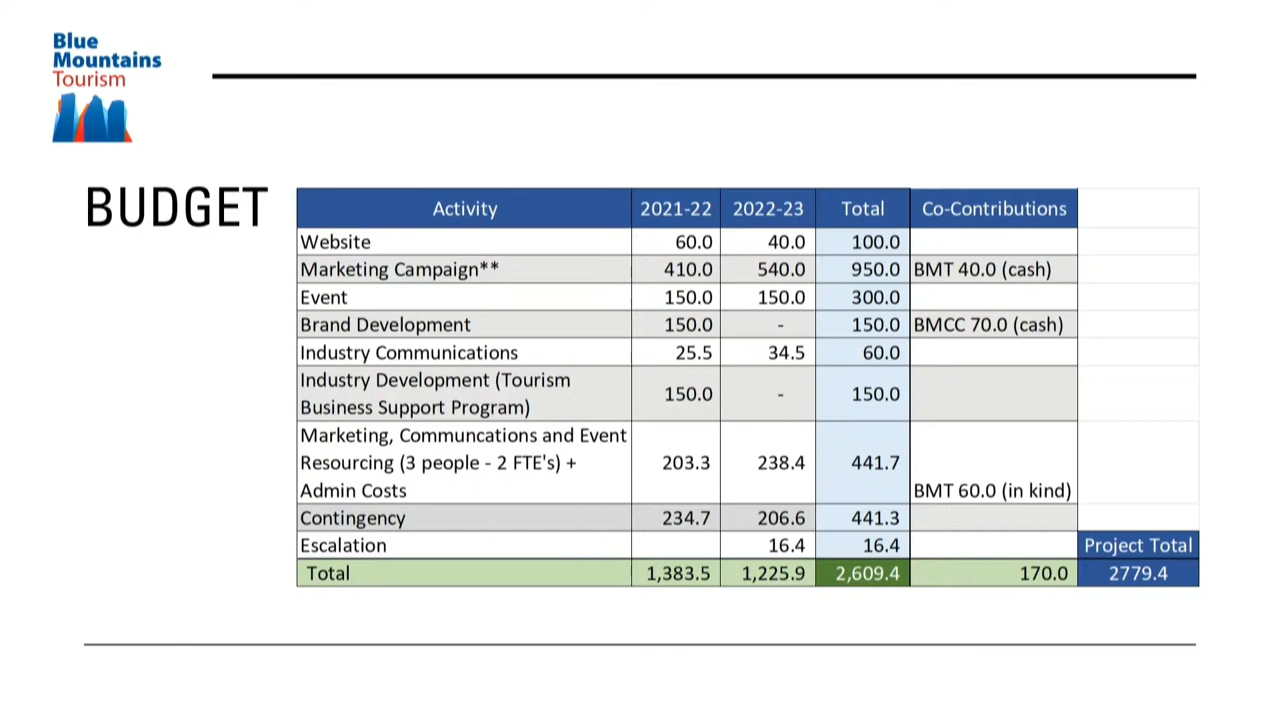 Blue
Mountains
Tourism
BUDGET
Activity 2021-22 2022-23 Total Co-Contributions
Website 60.0 40.0 100.0
Marketing Campaign** 410.0 540.0 950.0 BMT 40.0 (cash)
Event 150.0 150.0 300.0
Brand Development 150.0 - 150.0 BMCC 70.0 (cash)
Industry Communications 25.5 34.5 60.0
Industry Development (Tourism
Business Support Program) 150.0 - 150.0
Marketing, Communcations and Event
Resourcing (3 people - 2 FTE's) + 203.3 238.4 441.7
Admin Costs BMT 60.0 (in kind)
Contingency 234.7 206.6 441.3
Escalation 16.4 16.4 Project Total
Total 1,383.5 1,225.9 2,609.4 170.0 2779.4